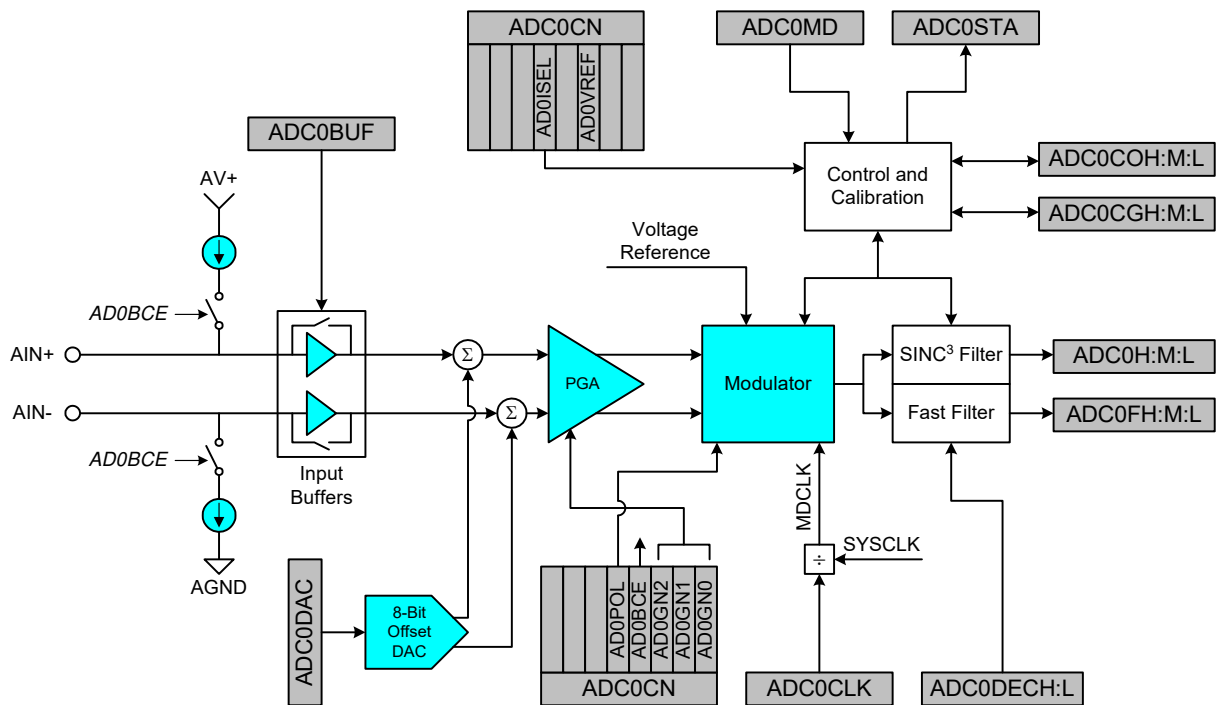 ADC0CN
AD0ISEL
AD0VREF
ADC0MD
ADC0STA
ADC0BUF
AV+
Control and
Calibration
ADC0COH:M:L
ADC0CGH:M:L
Voltage
Reference
AD0BCE
AIN+
Σ
PGA
Modulator
SINC³ Filter
ADC0H:M:L
AIN-
Σ
Fast Filter
ADC0FH:M:L
AD0BCE
Input
Buffers
MDCLK
SYSCLK
÷
AGND
ADC0DAC
8-Bit
Offset
DAC
AD0POL
AD0BCE
AD0GN2
AD0GN1
AD0GN0
ADC0CN
ADC0CLK
ADC0DECH:L